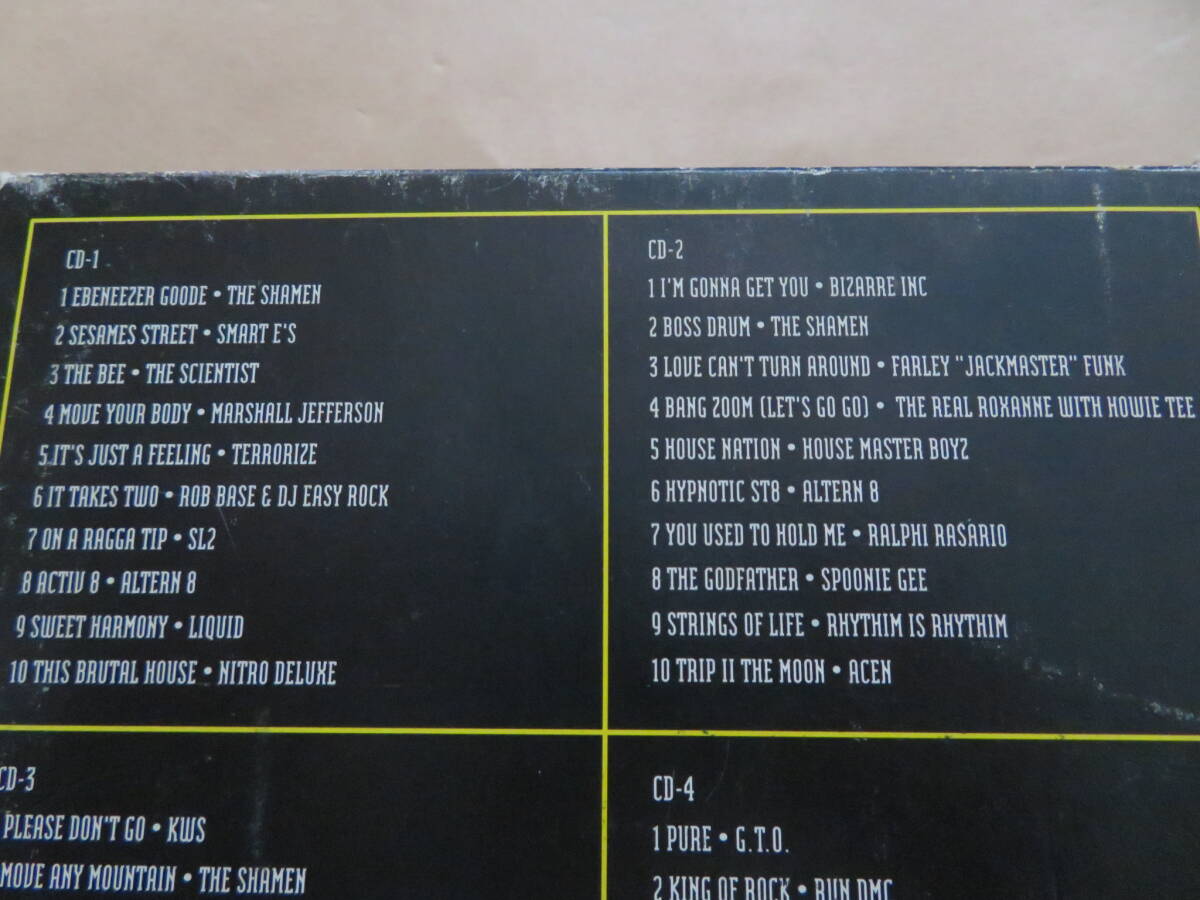 CD-1
1 EBENEEZER GOODE • THE SHAMEN
2 SESAMES STREET • SMART E'S
3 THE BEE • THE SCIENTIST
4 MOVE YOUR BODY • MARSHALL JEFFERSON
5.IT'S JUST A FEELING • TERRORIZE
6 IT TAKES TWO • ROB BASE & DJ EASY ROCK
7 ON A RAGGA TIP • SL2
8 ACTIV 8 • ALTERN 8
9 SWEET HARMONY • LIQUID
10 THIS BRUTAL HOUSE • NITRO DELUXE
CD-2
1 I'M GONNA GET YOU • BIZARRE INC
2 BOSS DRUM • THE SHAMEN
3 LOVE CAN'T TURN AROUND • FARLEY "JACKMASTER" FUNK
4 BANG ZOOM (LET'S GO GO) • THE REAL ROXANNE WITH HOWIE TEE
5 HOUSE NATION • HOUSE MASTER BOYZ
6 HYPNOTIC ST8 • ALTERN 8
7 YOU USED TO HOLD ME • RALPHI RASARIO
8 THE GODFATHER • SPOONIE GEE
9 STRINGS OF LIFE • RHYTHIM IS RHYTHIM
10 TRIP II THE MOON • ACEN
CD-3
PLEASE DON'T GO • KWS
MOVE ANY MOUNTAIN • THE SHAMEN
CD-4
1 PURE • G.T.O.
2 KING OF ROCK • RUN DMC